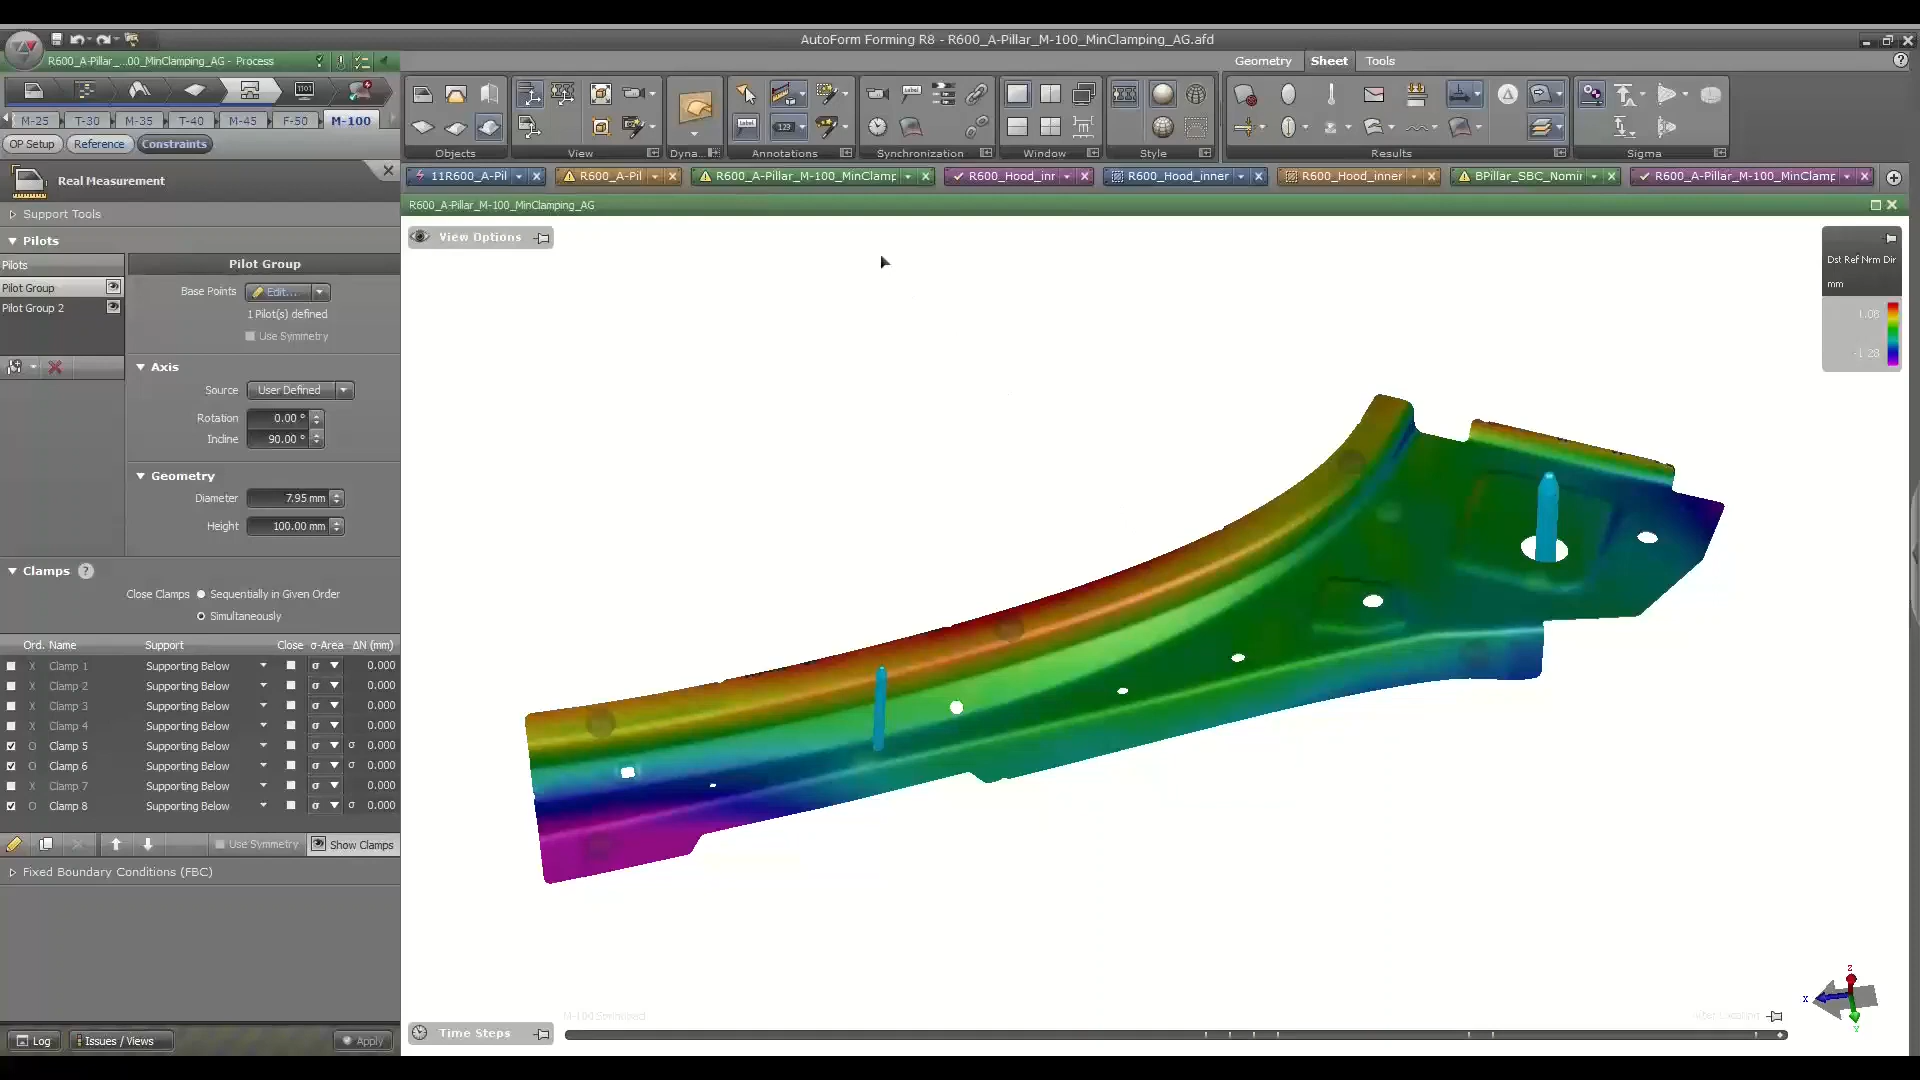 AutoForm Forming R8 - R600_A-Pillar_M-100_MinClamping_AG.afd
R600_A-Pillar_...00_MinClamping_AG - Process
Geometry Sheet Tools
M-25 T-30 M-35 T-40 M-45 F-50 M-100
OP Setup Reference Constraints
Label Label
123
Objects View Dyna... Annotations Synchronization Window Style Results Sigma
Real Measurement
11R600_A-Pil R600_A-Pil R600_A-Pillar_M-100_MinClamp R600_Hood_inr R600_Hood_inner R600_Hood_inner BPillar_SBC_Nomir R600_A-Pillar_M-100_MinClamp
R600_A-Pillar_M-100_MinClamping_AG
Support Tools
Pilots
View Options
Pilots
Pilot Group
Pilot Group 2
Pilot Group
Base Points Edit...
1 Pilot(s) defined
Use Symmetry
Axis
Source User Defined
Rotation 0.00 °
Incline 90.00 °
Geometry
Diameter 7.95 mm
Height 100.00 mm
Dst Ref Nrm Dir
mm
1.08
-1.28
Clamps ?
Close Clamps Sequentially in Given Order
Simultaneously
Ord. Name Support Close σ-Area ΔN (mm)
X Clamp 1 Supporting Below σ 0.000
X Clamp 2 Supporting Below σ 0.000
X Clamp 3 Supporting Below σ 0.000
X Clamp 4 Supporting Below σ 0.000
O Clamp 5 Supporting Below σ σ 0.000
O Clamp 6 Supporting Below σ σ 0.000
X Clamp 7 Supporting Below σ 0.000
O Clamp 8 Supporting Below σ σ 0.000
Use Symmetry Show Clamps
Fixed Boundary Conditions (FBC)
Z
X
Y
Time Steps
Log Issues / Views Apply